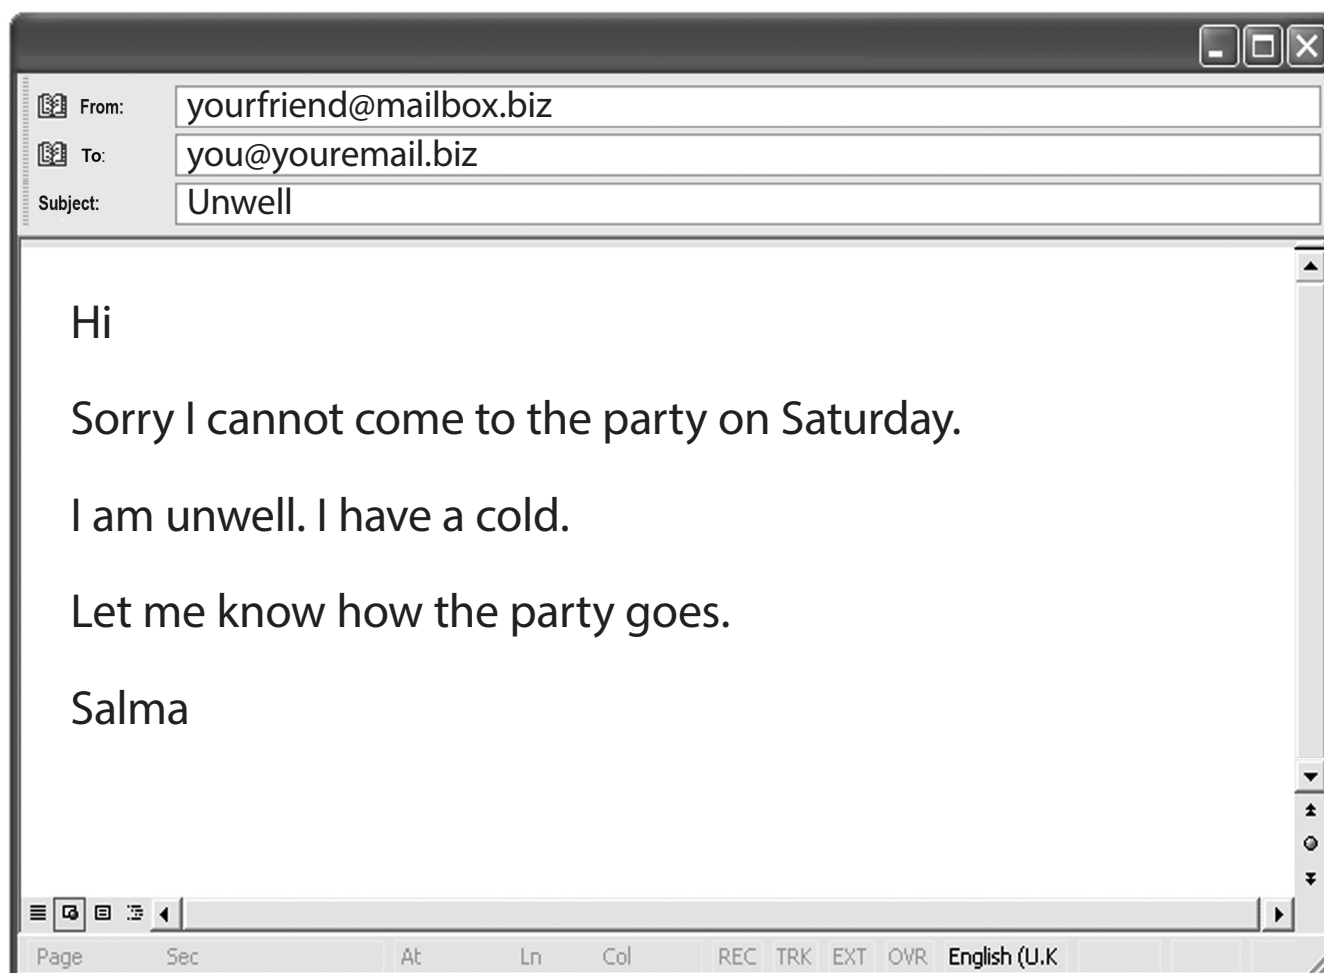 From: yourfriend@mailbox.biz
To: you@youremail.biz
Subject: Unwell
Hi
Sorry I cannot come to the party on Saturday.
I am unwell. I have a cold.
Let me know how the party goes.
Salma
Page Sec At Ln Col REC TRK EXT OVR English (U.K